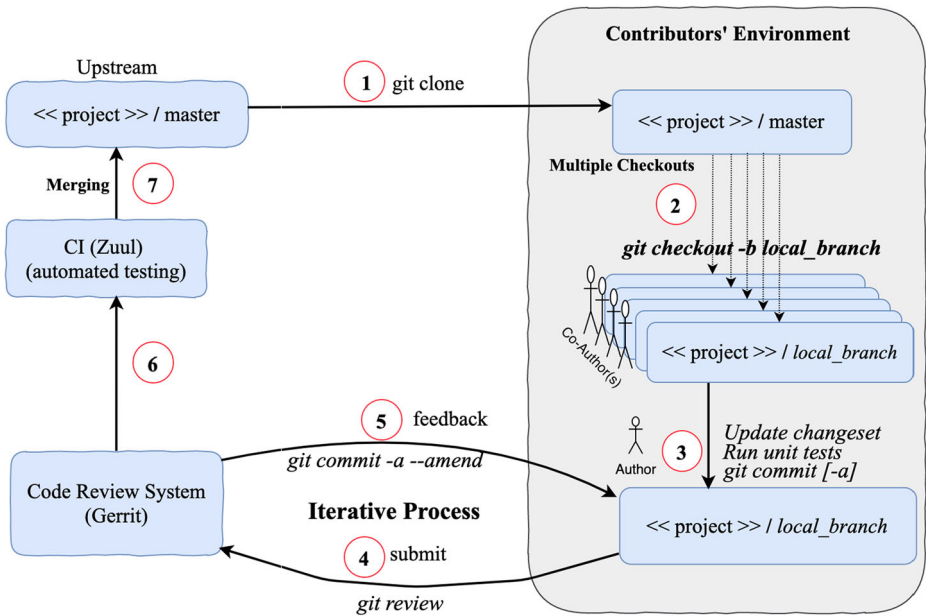 Contributors' Environment
Upstream
1 git clone
<< project >> / master
<< project >> / master
Multiple Checkouts
Merging 7
2
CI (Zuul)
(automated testing)
git checkout -b local_branch
Co-Author(s)
<< project >> / local_branch
6
5 feedback
git commit -a --amend
Author
3
Update changeset
Run unit tests
git commit [-a]
Code Review System
(Gerrit)
Iterative Process
<< project >> / local_branch
4 submit
git review